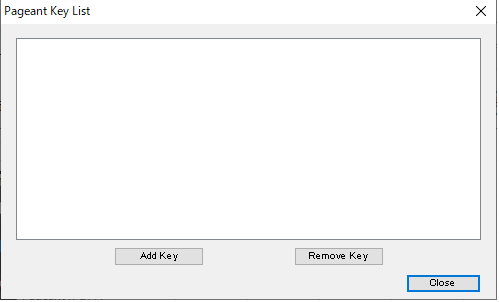 Pageant Key List
Add Key
Remove Key
Close